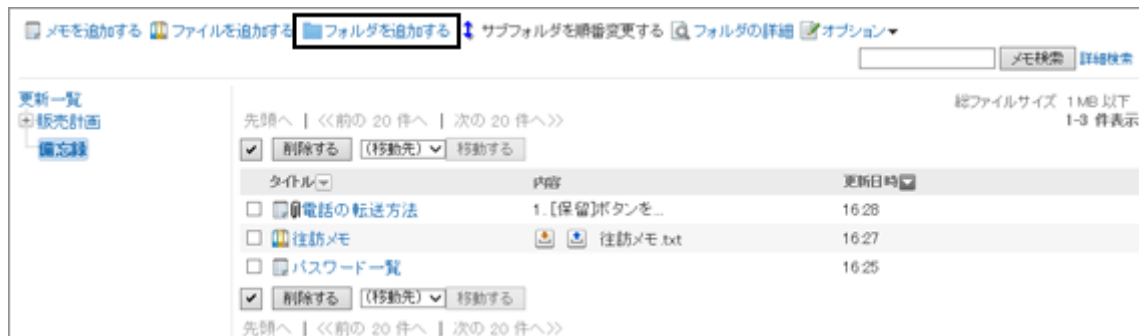 メモを追加する ファイルを追加する フォルダを追加する サブフォルダを順番変更する フォルダの詳細 オプション
メモ検索 詳細検索
更新一覧
総ファイルサイズ 1MB 以下
販売計画
先頭へ | <<前の 20 件へ | 次の 20 件へ>>
1-3 件表示
備忘録
削除する (移動先) 移動する
タイトル 内容 更新日時
電話の転送方法 1.[保留]ボタンを... 16:28
往訪メモ 往訪メモ.txt 16:27
パスワード一覧 16:25
削除する (移動先) 移動する
先頭へ | <<前の 20 件へ | 次の 20 件へ>>